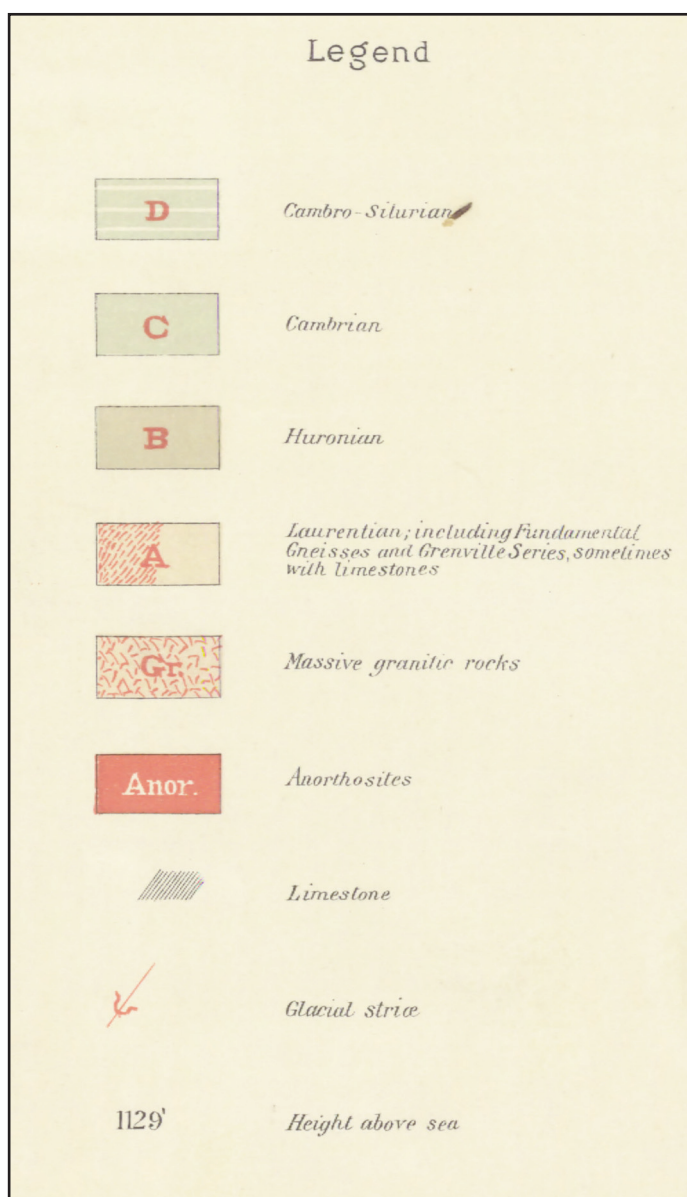 Legend
D Cambro-Silurian
C Cambrian
B Huronian
A Laurentian; including Fundamental
Gneisses and Grenville Series, sometimes
with limestones
Gr. Massive granitic rocks
Anor. Anorthosites
Limestone
Glacial striæ
1129' Height above sea